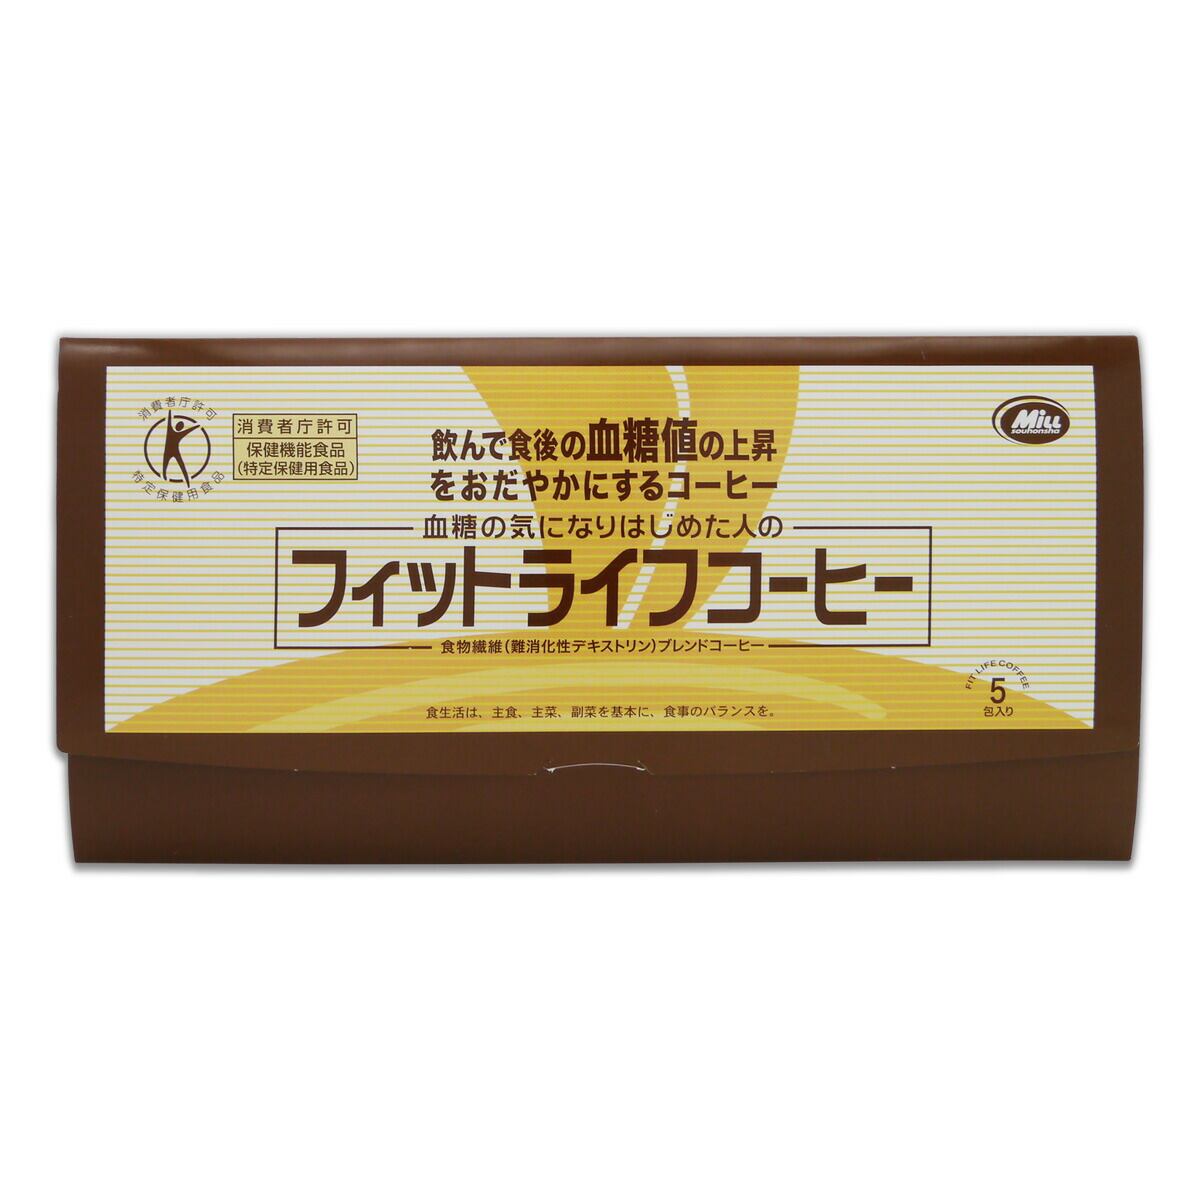 消費者庁許可
特定保健用食品
消費者庁許可
保健機能食品
(特定保健用食品)
Mill
souhonsha
飲んで食後の血糖値の上昇
をおだやかにするコーヒー
血糖の気になりはじめた人の
フィットライフコーヒー
食物繊維(難消化性デキストリン)ブレンドコーヒー
FIT LIFE COFFEE
5
包入り
食生活は、主食、主菜、副菜を基本に、食事のバランスを。